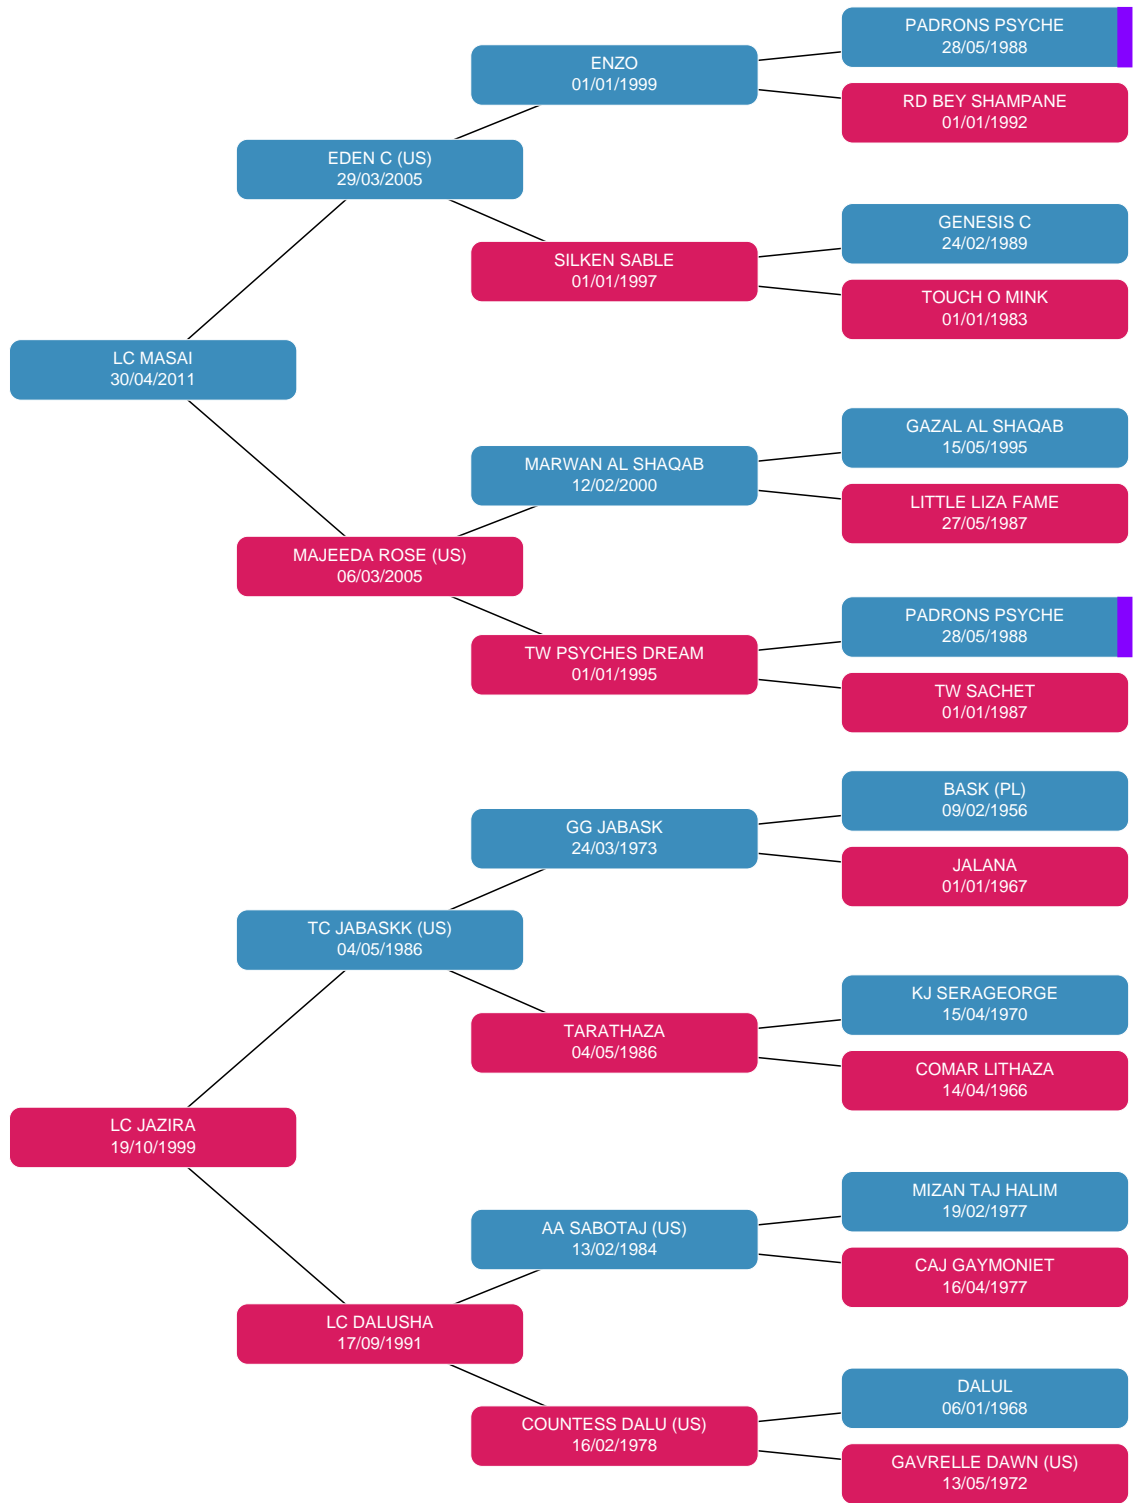 PADRONS PSYCHE
28/05/1988
ENZO
01/01/1999
RD BEY SHAMPANE
01/01/1992
EDEN C (US)
29/03/2005
GENESIS C
24/02/1989
SILKEN SABLE
01/01/1997
TOUCH O MINK
01/01/1983
LC MASAI
30/04/2011
GAZAL AL SHAQAB
15/05/1995
MARWAN AL SHAQAB
12/02/2000
LITTLE LIZA FAME
27/05/1987
MAJEEDA ROSE (US)
06/03/2005
PADRONS PSYCHE
28/05/1988
TW PSYCHES DREAM
01/01/1995
TW SACHET
01/01/1987
BASK (PL)
09/02/1956
GG JABASK
24/03/1973
JALANA
01/01/1967
TC JABASKK (US)
04/05/1986
KJ SERAGEORGE
15/04/1970
TARATHAZA
04/05/1986
COMAR LITHAZA
14/04/1966
LC JAZIRA
19/10/1999
MIZAN TAJ HALIM
19/02/1977
AA SABOTAJ (US)
13/02/1984
CAJ GAYMONIET
16/04/1977
LC DALUSHA
17/09/1991
DALUL
06/01/1968
COUNTESS DALU (US)
16/02/1978
GAVRELLE DAWN (US)
13/05/1972